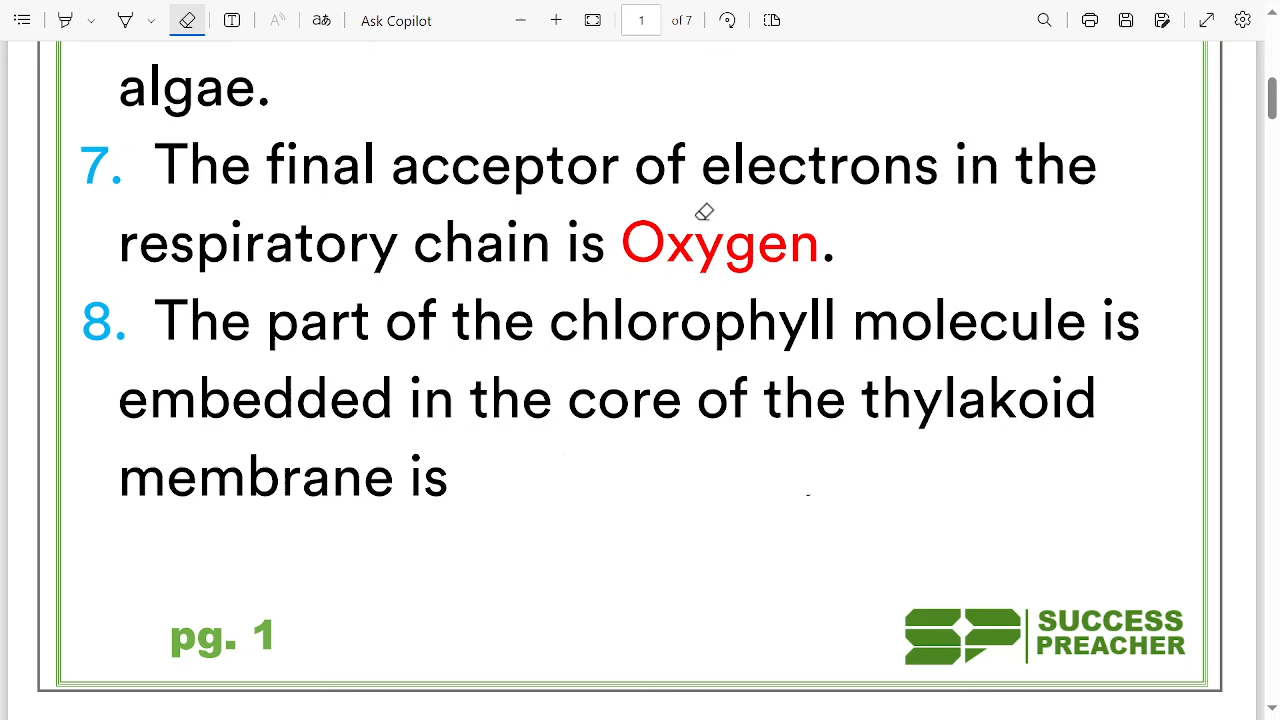 Ask Copilot
1 of 7
algae.
7. The final acceptor of electrons in the
respiratory chain is Oxygen.
8. The part of the chlorophyll molecule is
embedded in the core of the thylakoid
membrane is
pg. 1
SUCCESS
PREACHER